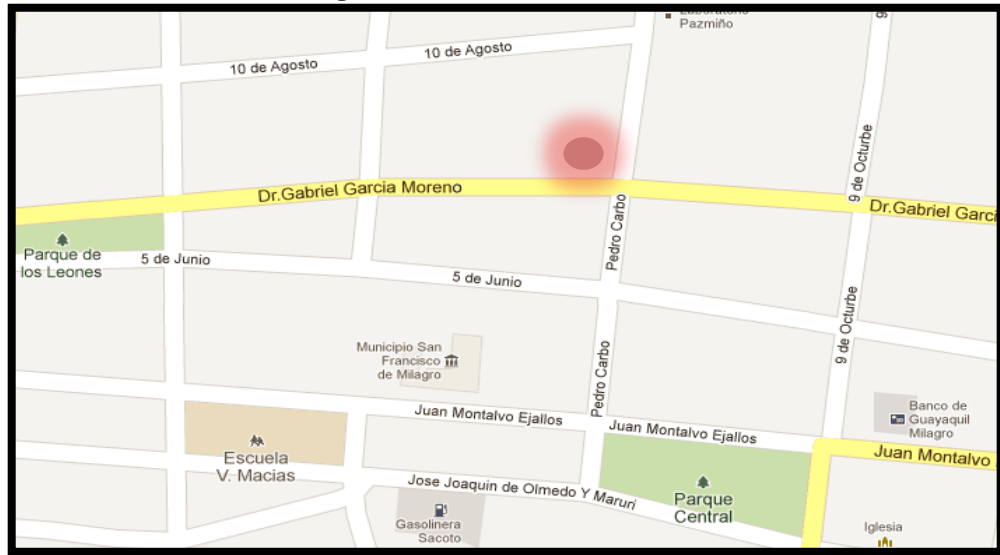 Pazmiño
10 de Agosto
10 de Agosto
9 de Octurbe
Dr.Gabriel Garcia Moreno
Dr.Gabriel Garci
Pedro Carbo
Parque de
los Leones
5 de Junio
5 de Junio
9 de Octurbe
Municipio San
Francisco
de Milagro
Pedro Carbo
Juan Montalvo Ejallos
Juan Montalvo Ejallos
Banco de
Guayaquil
Milagro
Juan Montalvo
Escuela
V. Macias
Jose Joaquin de Olmedo Y Maruri
Parque
Central
Gasolinera
Sacoto
Iglesia